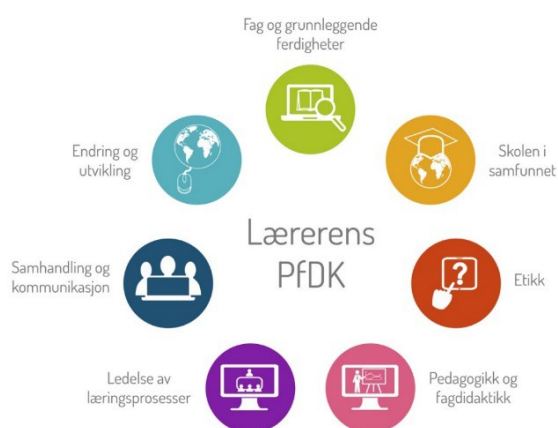 Fag og grunnleggende
ferdigheter
Endring og
utvikling
Skolen i
samfunnet
Lærerens
PfDK
Samhandling og
kommunikasjon
?
Etikk
Ledelse av
læringsprosesser
Pedagogikk og
fagdidaktikk